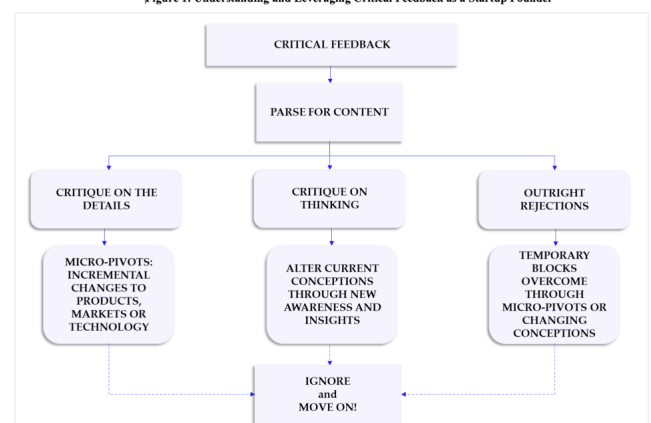 Figure 1: Understanding and Leveraging Critical Feedback as a Startup Founder
CRITICAL FEEDBACK
PARSE FOR CONTENT
CRITIQUE ON THE
DETAILS
CRITIQUE ON
THINKING
OUTRIGHT
REJECTIONS
MICRO-PIVOTS:
INCREMENTAL
CHANGES TO
PRODUCTS,
MARKETS OR
TECHNOLOGY
ALTER CURRENT
CONCEPTIONS
THROUGH NEW
AWARENESS AND
INSIGHTS
TEMPORARY
BLOCKS
OVERCOME
THROUGH
MICRO-PIVOTS OR
CHANGING
CONCEPTIONS
IGNORE
and
MOVE ON!